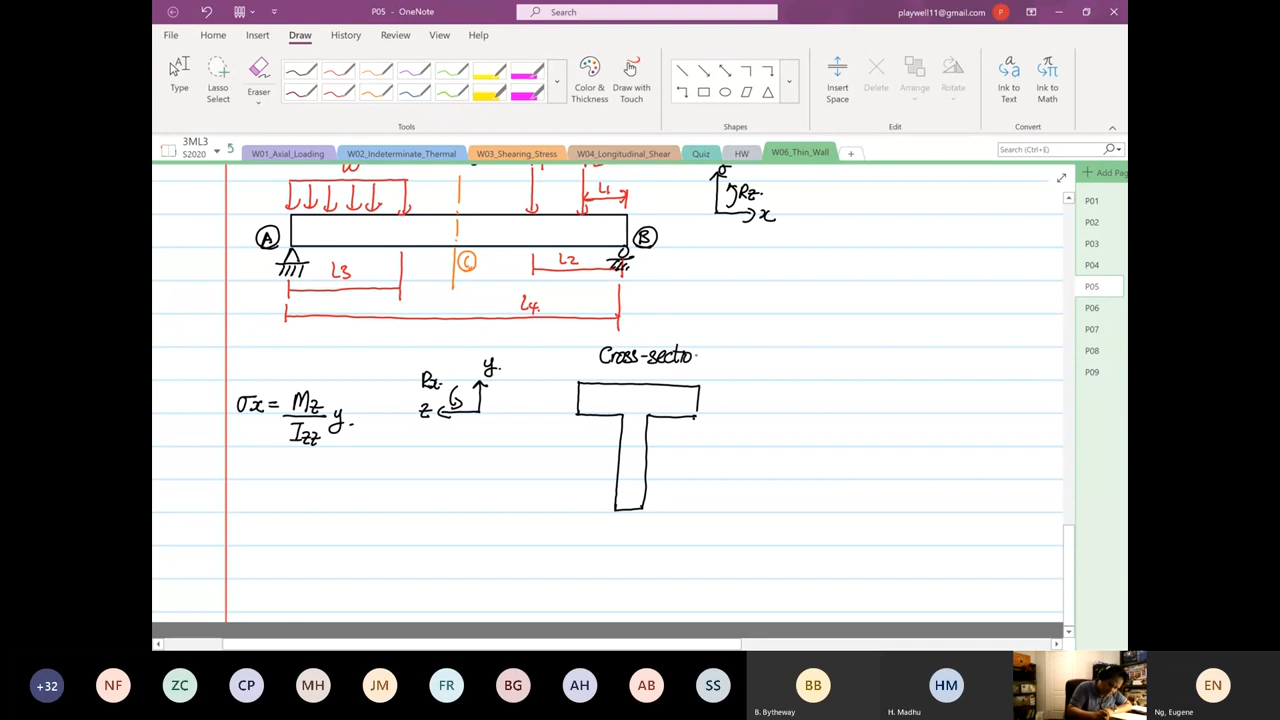 P05 - OneNote
Search
playwell11@gmail.com
P
File
Home
Insert
Draw
History
Review
View
Help
Type
Lasso Select
Eraser
Color & Thickness
Draw with Touch
Insert Space
Delete
Arrange
Rotate
Ink to Text
Ink to Math
Tools
Shapes
Edit
Convert
3ML3 S2020
W01_Axial_Loading
W02_Indeterminate_Thermal
W03_Shearing_Stress
W04_Longitudinal_Shear
Quiz
HW
W06_Thin_Wall
Search (Ctrl+E)
Add Pag
P01
P02
P03
P04
P05
P06
P07
P08
P09
L1
Rz.
x
A
B
C
L3
L2
L4.
Cross-sectio
σx = Mz / Izz y.
Rx.
y.
z
+32
NF
ZC
CP
MH
JM
FR
BG
AH
AB
SS
BB
B. Bytheway
HM
H. Madhu
EN
Ng, Eugene